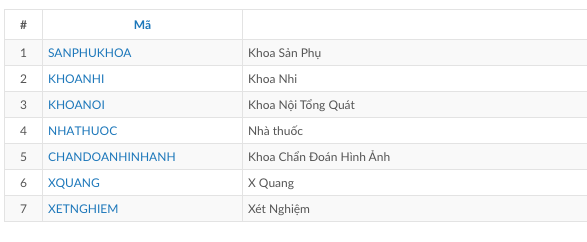 # Mã
1 SANPHUKHOA Khoa Sản Phụ
2 KHOANHI Khoa Nhi
3 KHOANOI Khoa Nội Tổng Quát
4 NHATHUOC Nhà thuốc
5 CHANDOANHINHANH Khoa Chẩn Đoán Hình Ảnh
6 XQUANG X Quang
7 XETNGHIEM Xét Nghiệm